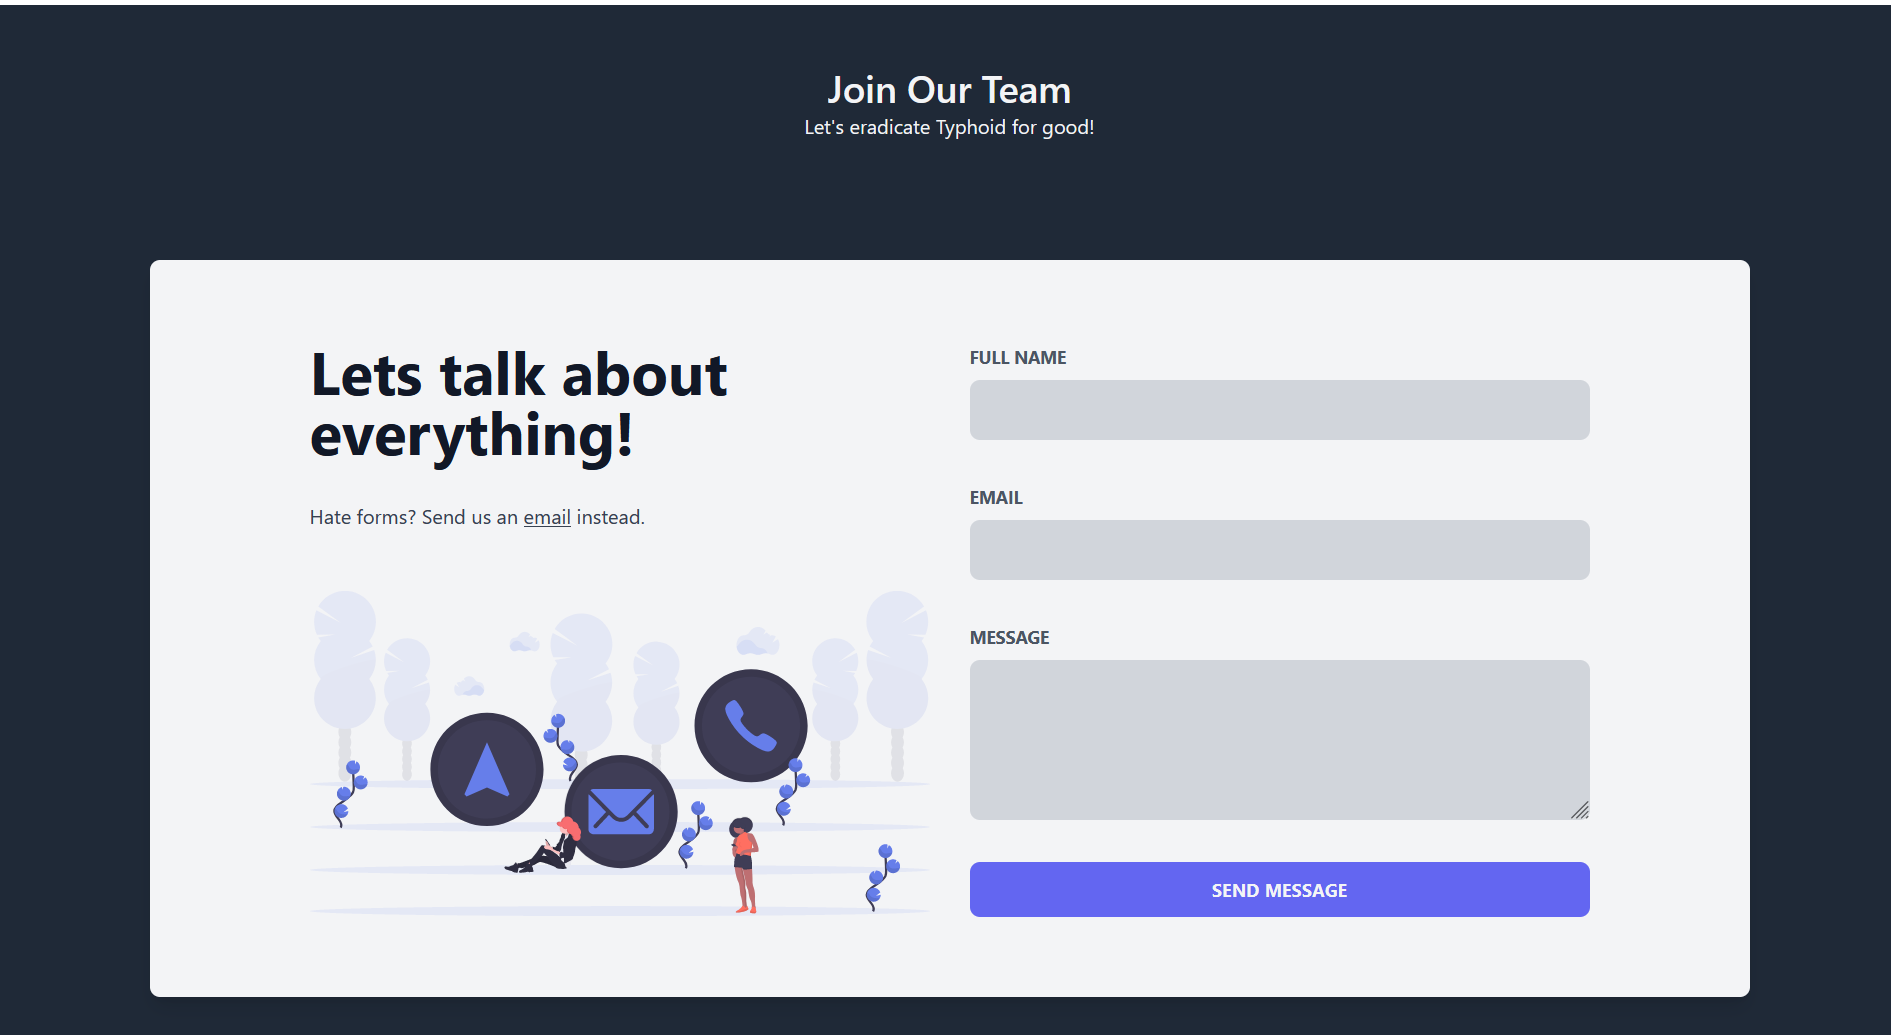 Join Our Team
Let's eradicate Typhoid for good!
Lets talk about
everything!
Hate forms? Send us an email instead.
FULL NAME
EMAIL
MESSAGE
SEND MESSAGE